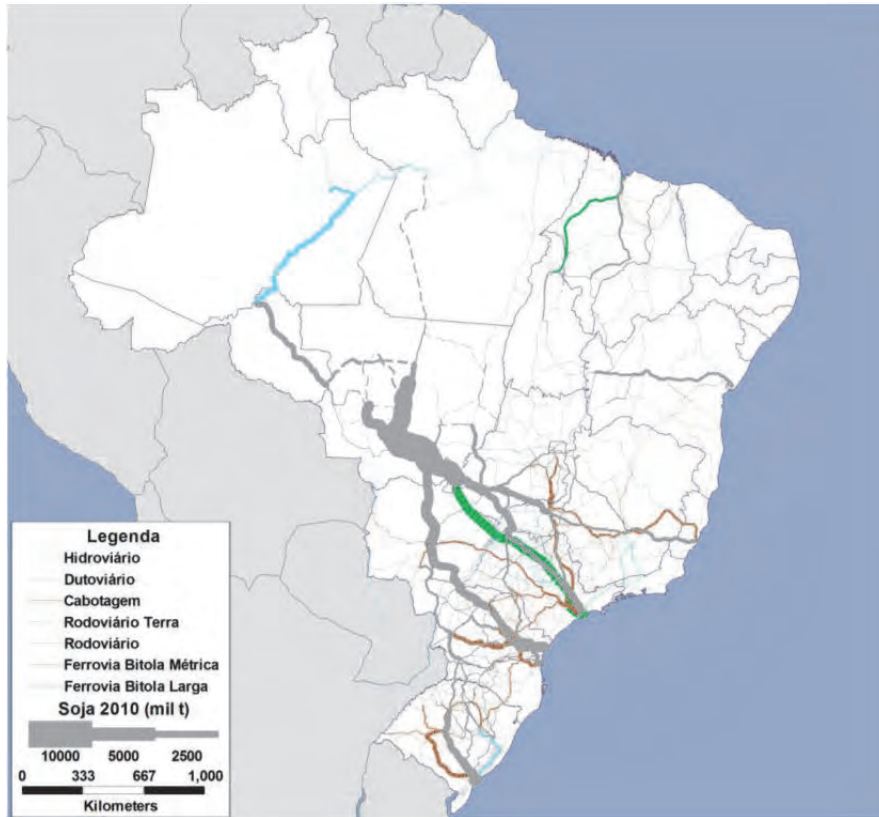 Legenda
Hidroviário
Dutoviário
Cabotagem
Rodoviário Terra
Rodoviário
Ferrovia Bitola Métrica
Ferrovia Bitola Larga
Soja 2010 (mil t)
10000 5000 2500
0 333 667 1,000
Kilometers